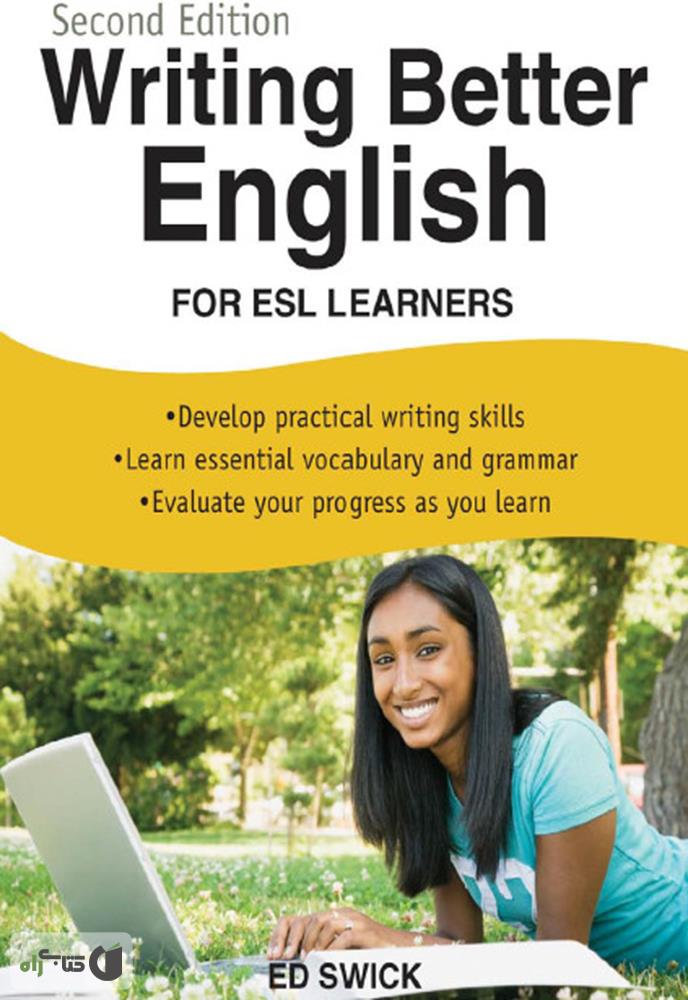 Second Edition
Writing Better
English
FOR ESL LEARNERS
•Develop practical writing skills
•Learn essential vocabulary and grammar
•Evaluate your progress as you learn
ED SWICK
کتابراه